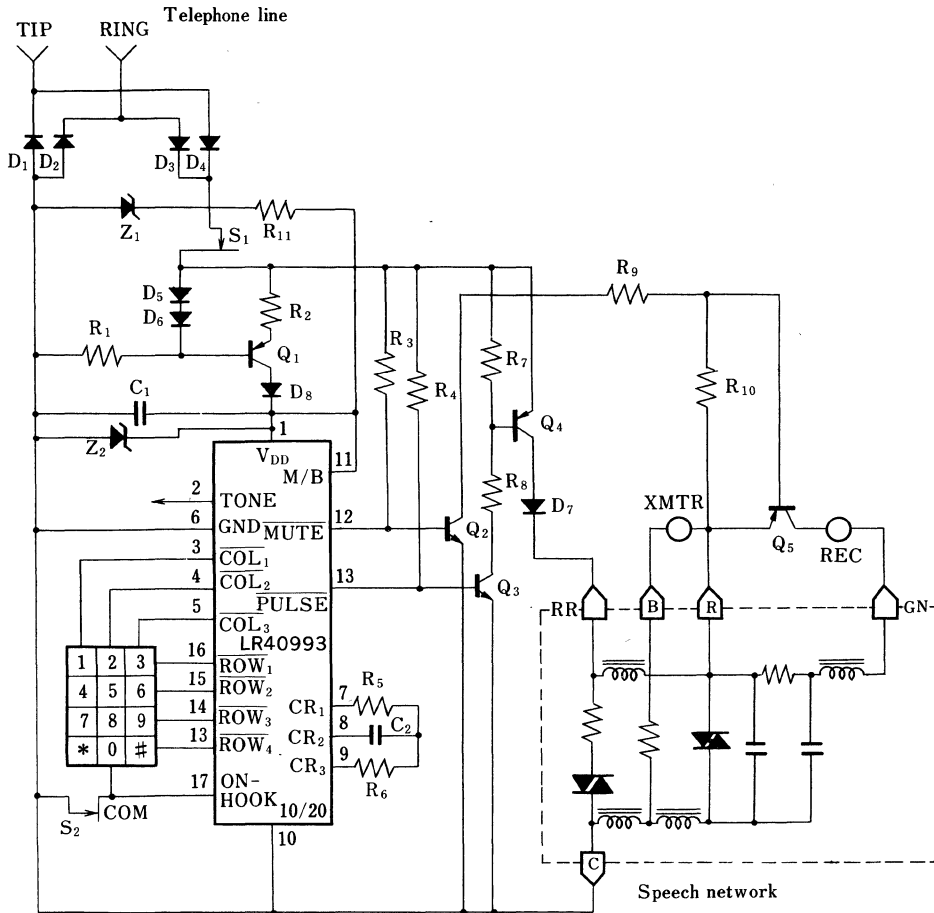 Telephone line
TIP RING
D1 D2 D3 D4
Z1 R11 S1
D5
D6 R2
R1 Q1
D8
C1
Z2
R3 R4 R7 R8
R9
R10
Q4
D7
XMTR
Q5 REC
1
VDD
M/B 11
2 TONE
6 GND
MUTE 12 Q2
3 COL1
4 COL2
PULSE 13 Q3
5 COL3
LR40993
16 ROW1
15 ROW2
14 ROW3
13 ROW4
CR1 7 R5
CR2 8 C2
CR3 9 R6
17 ON-
HOOK
10/20
10
1 2 3
4 5 6
7 8 9
* 0 #
S2 COM
RR B R GN-
C
Speech network